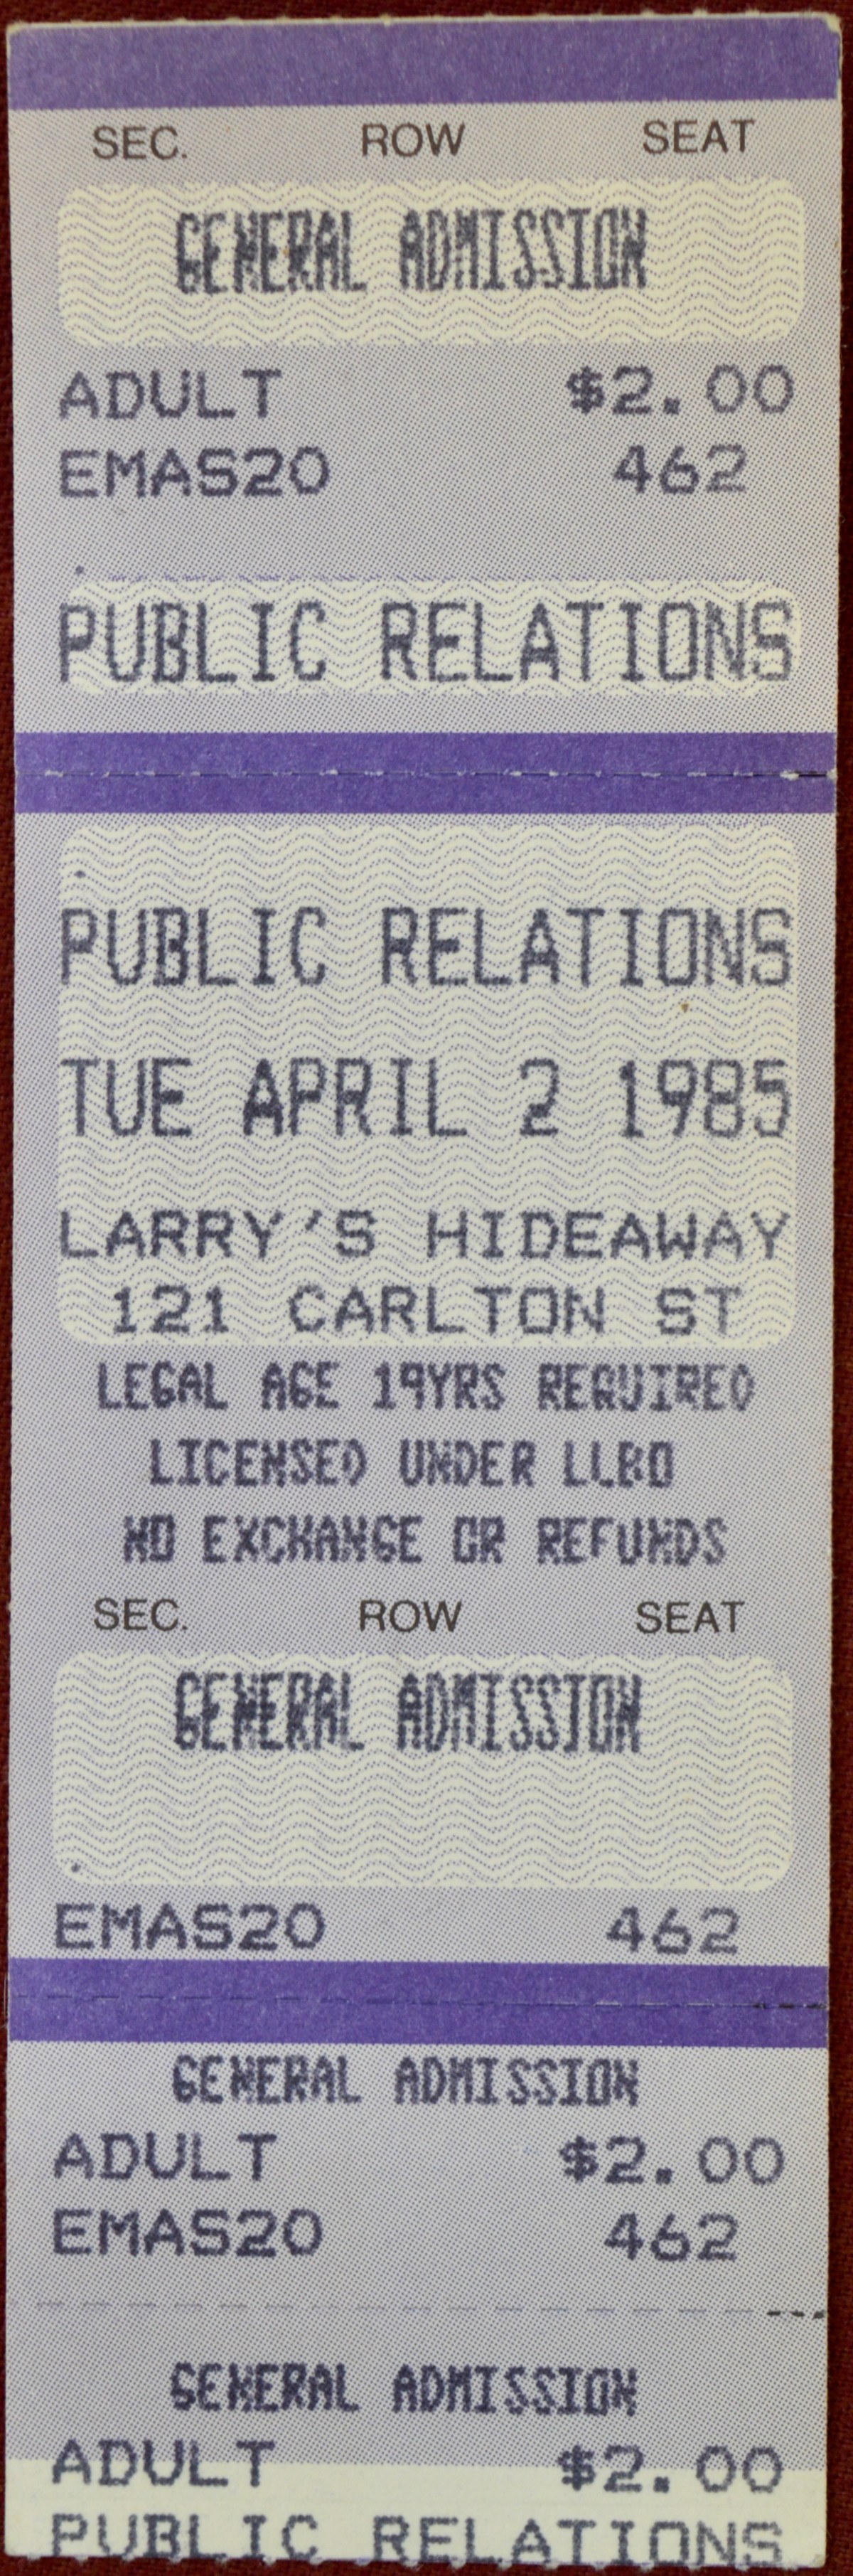 SEC. ROW SEAT
GENERAL ADMISSION
ADULT $2.00
EMAS20 462
PUBLIC RELATIONS
PUBLIC RELATIONS
TUE APRIL 2 1985
LARRY'S HIDEAWAY
121 CARLTON ST
LEGAL AGE 19YRS REQUIRED
LICENSED UNDER LLBO
NO EXCHANGE OR REFUNDS
SEC. ROW SEAT
GENERAL ADMISSION
EMAS20 462
GENERAL ADMISSION
ADULT $2.00
EMAS20 462
GENERAL ADMISSION
ADULT $2.00
PUBLIC RELATIONS